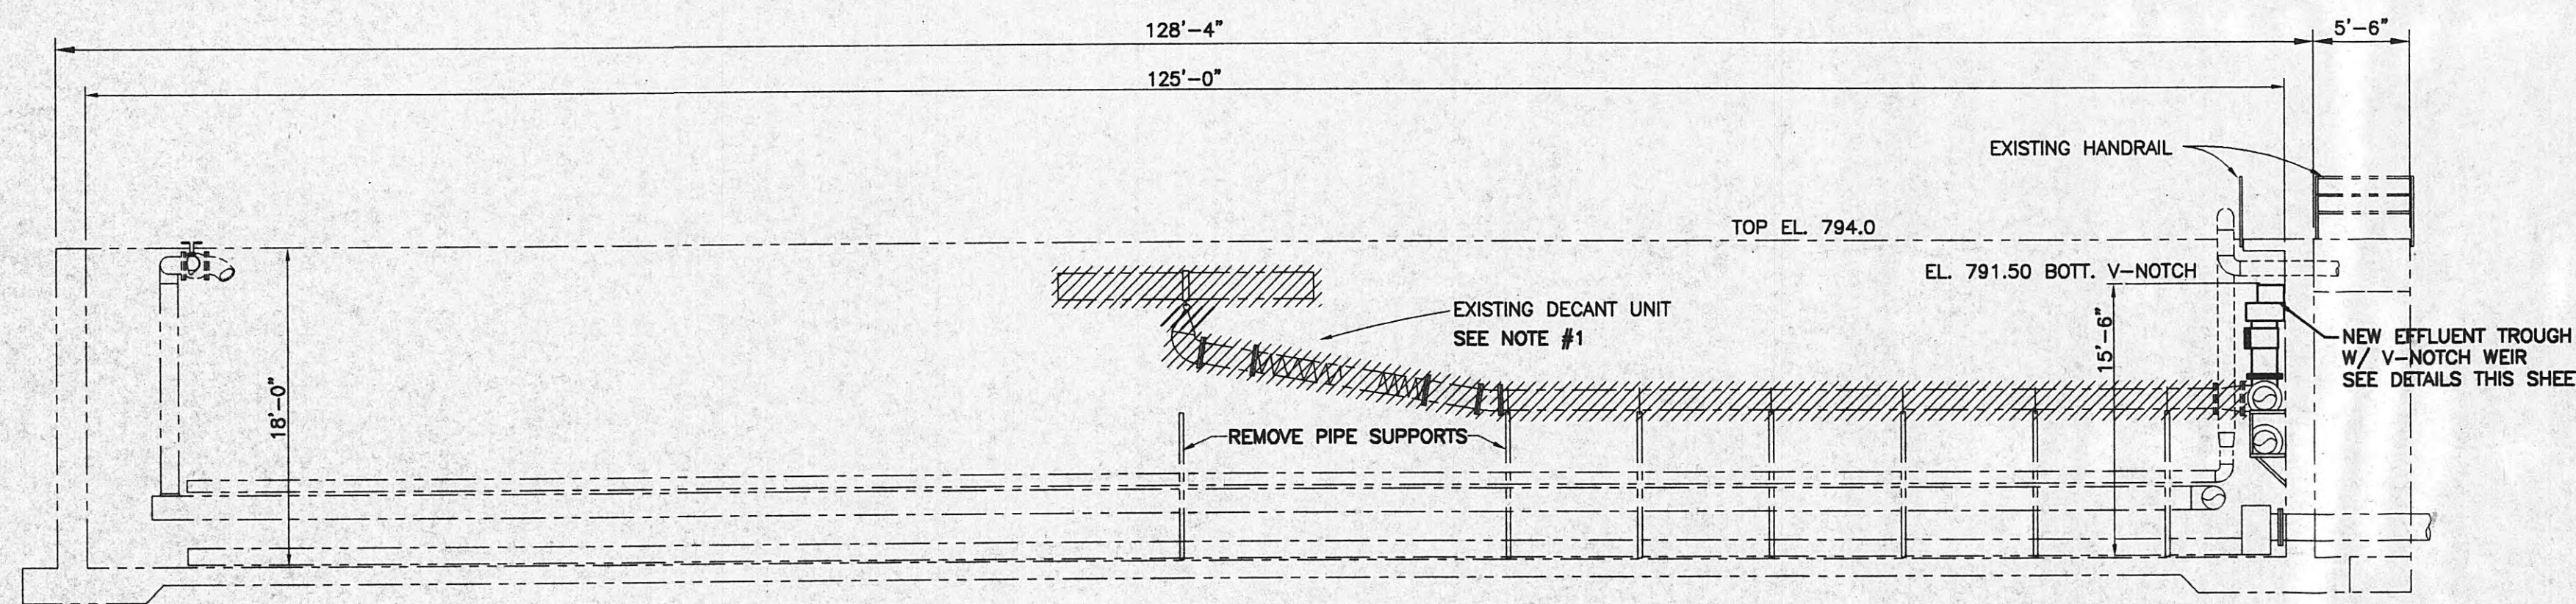 128'-4"
5'-6"
125'-0"
EXISTING HANDRAIL
TOP EL. 794.0
EL. 791.50 BOTT. V-NOTCH
EXISTING DECANT UNIT
SEE NOTE #1
15'-6"
NEW EFFLUENT TROUGH
W/ V-NOTCH WEIR
SEE DETAILS THIS SHEE
18'-0"
REMOVE PIPE SUPPORTS